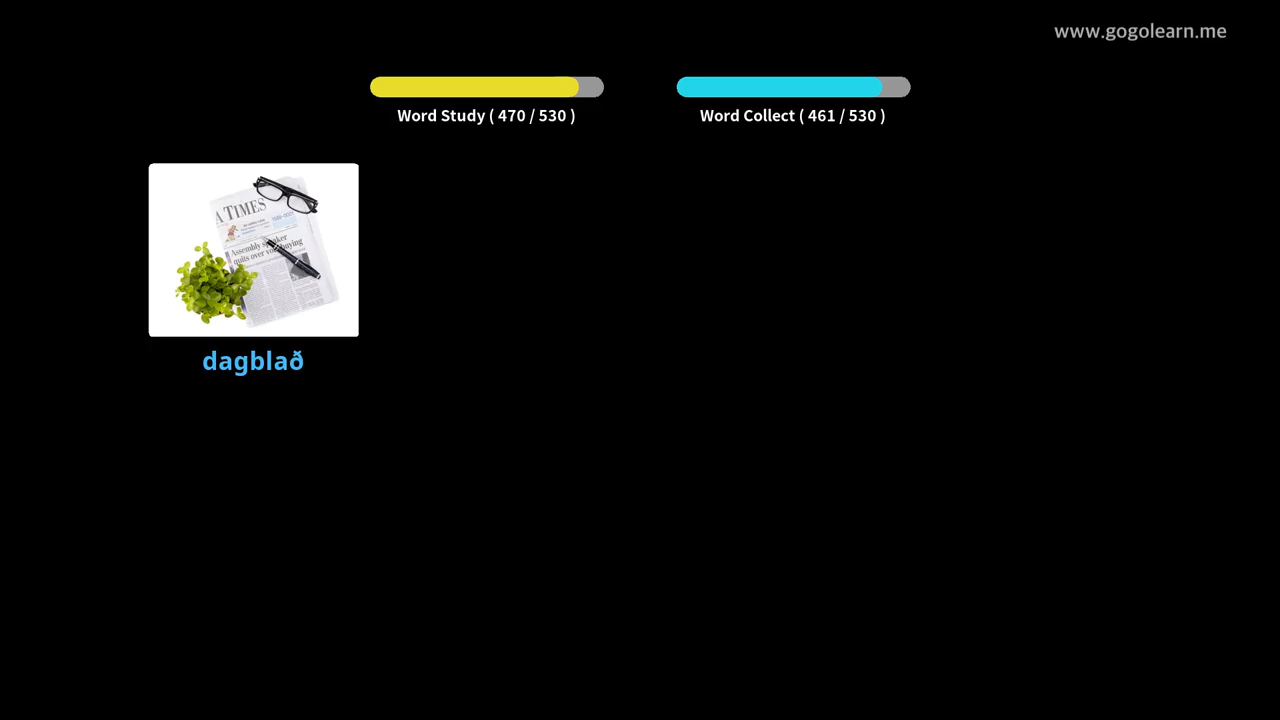 www.gogolearn.me
Word Study ( 470 / 530 )
Word Collect ( 461 / 530 )
A TIMES
Assembly speaker
quits over vote buying
dagblað